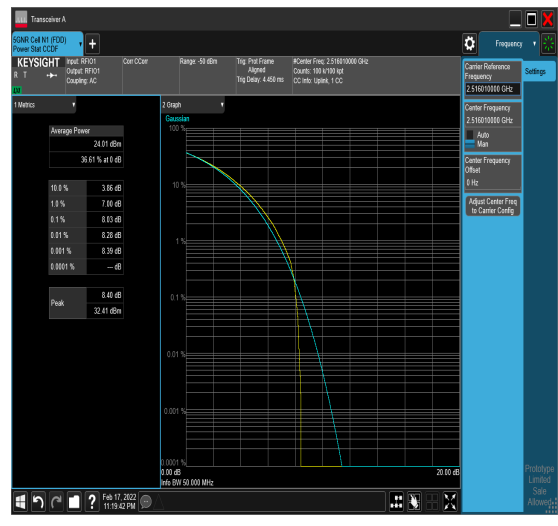 Transceiver A
5GNR Cell N1 (FDD)
Power Stat CCDF
Frequency
KEYSIGHT
R T
LXI
Input: RFIO1
Output: RFIO1
Coupling: AC
Corr CCorr
Range: -50 dBm
Trig: Prot Frame
Aligned
Trig Delay: 4.450 ms
#Center Freq: 2.516010000 GHz
Counts: 100 k/100 kpt
CC Info: Uplink, 1 CC
1 Metrics
Average Power
24.01 dBm
36.61 % at 0 dB
10.0 % 3.86 dB
1.0 % 7.00 dB
0.1 % 8.03 dB
0.01 % 8.28 dB
0.001 % 8.39 dB
0.0001 % --- dB
Peak
8.40 dB
32.41 dBm
2 Graph
Gaussian
100 %
10 %
1 %
0.1 %
0.01 %
0.001 %
0.0001 %
0.00 dB
20.00 dB
Info BW 50.000 MHz
Carrier Reference
Frequency
2.516010000 GHz
Center Frequency
2.516010000 GHz
Auto
Man
Center Frequency
Offset
0 Hz
Adjust Center Freq
to Carrier Config
Settings
Prototype
Limited
Sale
Allowed
?
Feb 17, 2022
11:19:42 PM